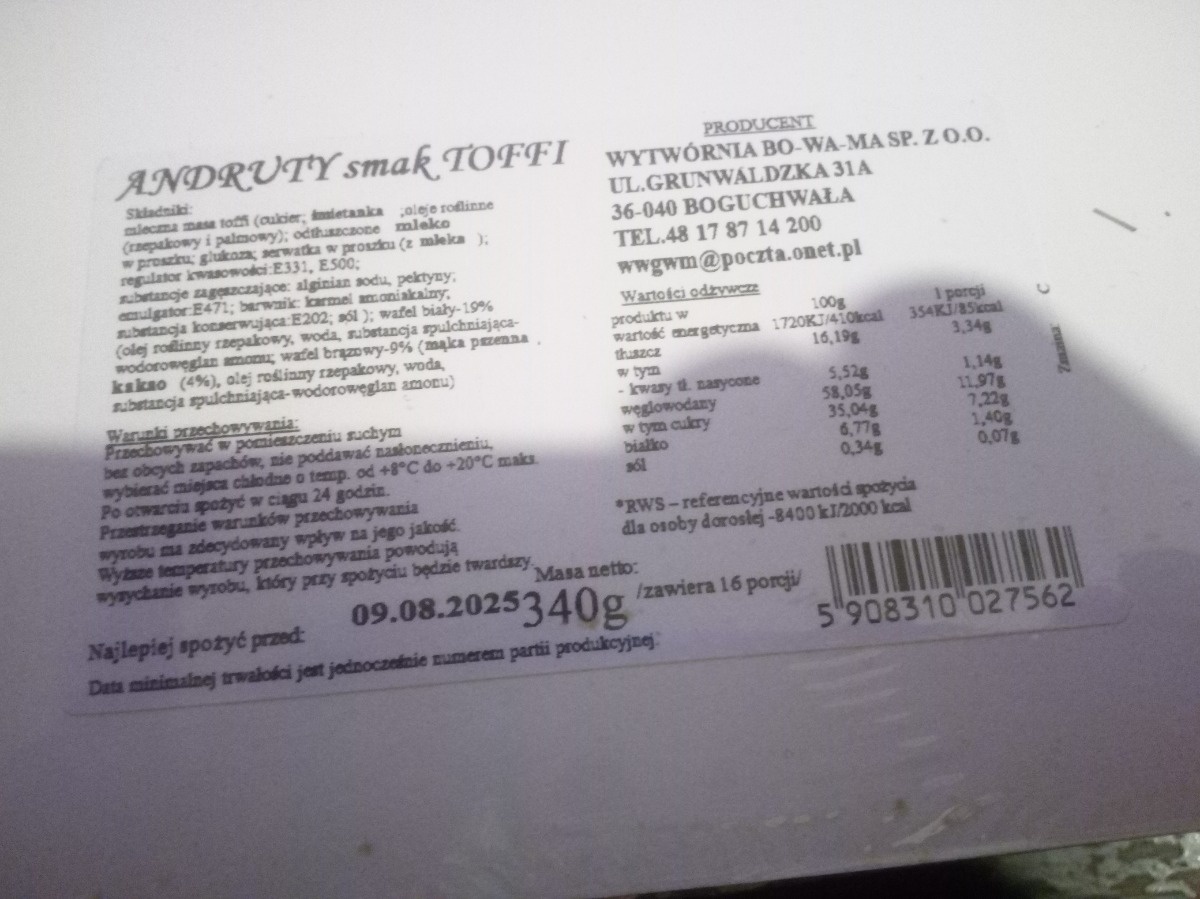 ANDRUTY smak TOFFI
Składniki:
mleczna masa toffi (cukier; śmietanka ;oleje roślinne
(rzepakowy i palmowy); odtłuszczone mleko
w proszku; glukoza; serwatka w proszku (z mleka );
regulator kwasowości:E331, E500;
substancje zagęszczające: alginian sodu, pektyny;
emulgator:E471; barwnik: karmel amoniakalny;
substancja konserwująca:E202; sól ); wafel biały-19%
(olej roślinny rzepakowy, woda, substancja spulchniająca-
wodorowęglan amonu; wafel brązowy-9% (mąka pszenna ,
kakao (4%), olej roślinny rzepakowy, woda,
substancja spulchniająca-wodorowęglan amonu)
Warunki przechowywania:
Przechowywać w pomieszczeniu suchym
bez obcych zapachów, nie poddawać nasłonecznieniu,
wybierać miejsca chłodne o temp. od +8°C do +20°C maks.
Po otwarciu spożyć w ciągu 24 godzin.
Przestrzeganie warunków przechowywania
wyrobu ma zdecydowany wpływ na jego jakość.
Wyższe temperatury przechowywania powodują
wysychanie wyrobu, który przy spożyciu będzie twardszy.
Najlepiej spożyć przed: 09.08.2025
Masa netto:
340g /zawiera 16 porcji/
Data minimalnej trwałości jest jednocześnie numerem partii produkcyjnej.
PRODUCENT
WYTWÓRNIA BO-WA-MA SP. Z O.O.
UL.GRUNWALDZKA 31A
36-040 BOGUCHWAŁA
TEL.48 17 87 14 200
wwgwm@poczta.onet.pl
Wartości odżywcze
produktu w 100g 1 porcji
wartość energetyczna 1720KJ/410kcal 354KJ/85kcal
tłuszcz 16,19g 3,34g
w tym
- kwasy tł. nasycone 5,52g 1,14g
węglowodany 58,05g 11,97g
w tym cukry 35,04g 7,22g
białko 6,77g 1,40g
sól 0,34g 0,07g
*RWS – referencyjne wartości spożycia
dla osoby dorosłej -8400 kJ/2000 kcal
5 908310 027562